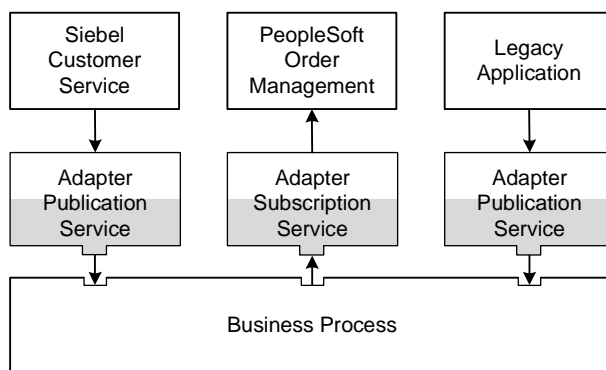 Siebel
Customer
Service
PeopleSoft
Order
Management
Legacy
Application
Adapter
Publication
Service
Adapter
Subscription
Service
Adapter
Publication
Service
Business Process